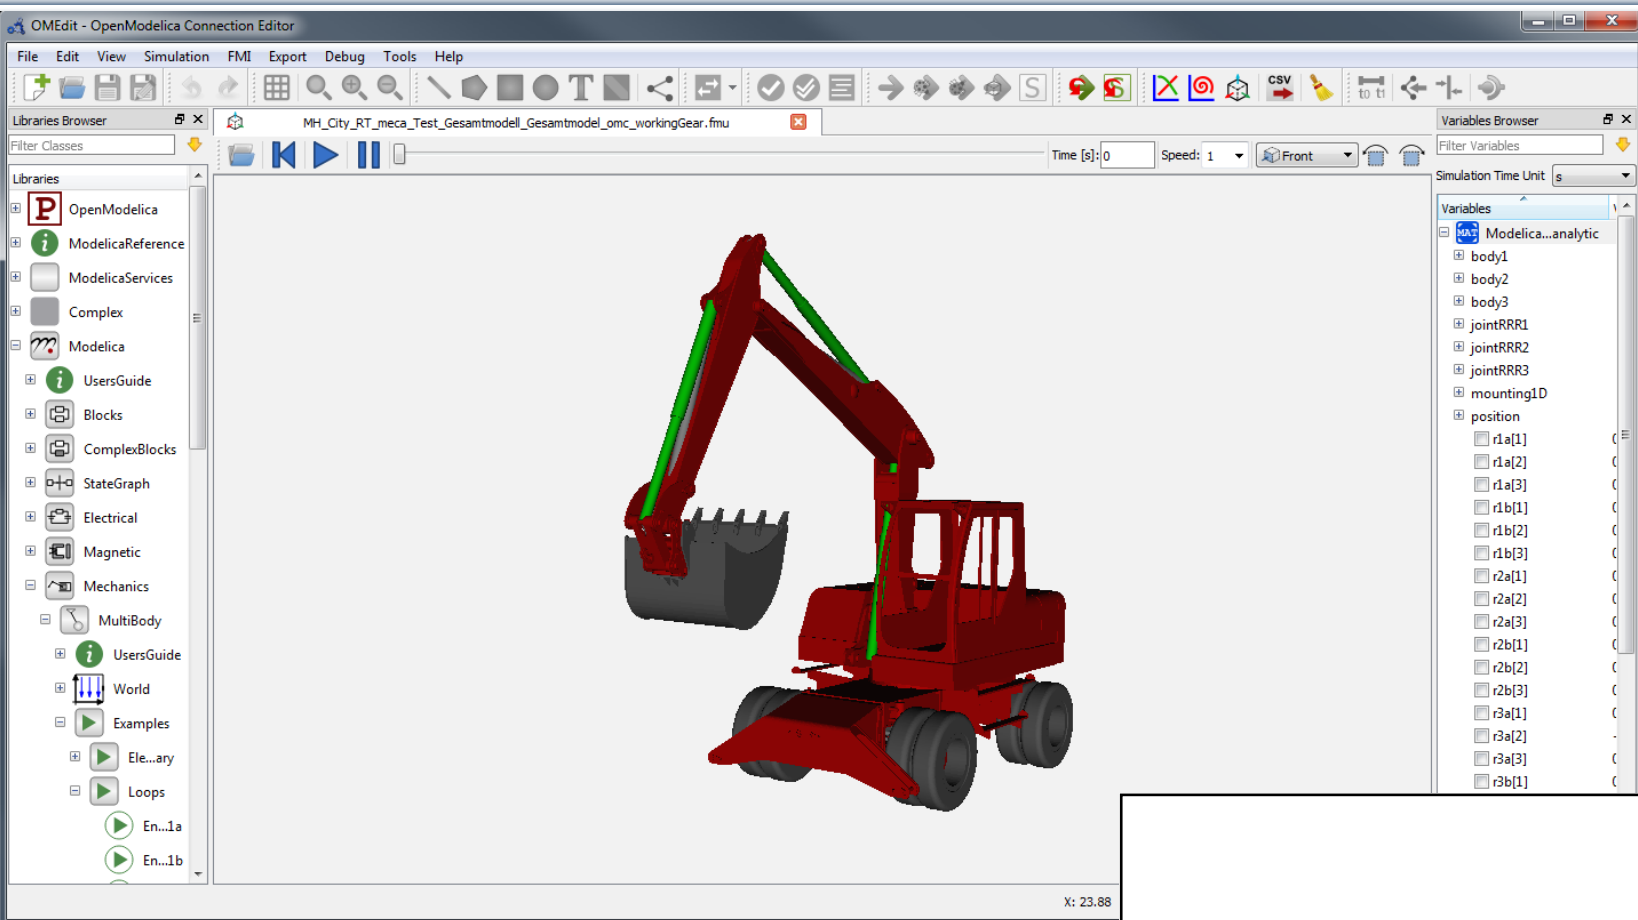 OMEdit - OpenModelica Connection Editor
File Edit View Simulation FMI Export Debug Tools Help
T S CSV to t1
Libraries Browser
MH_City_RT_meca_Test_Gesamtmodell_Gesamtmodel_omc_workingGear.fmu
Variables Browser
Filter Classes
Time [s]: 0 Speed: 1 Front
Filter Variables
Simulation Time Unit s
Libraries
Variables
P OpenModelica
i ModelicaReference
ModelicaServices
Complex
Modelica
i UsersGuide
Blocks
ComplexBlocks
StateGraph
Electrical
Magnetic
Mechanics
MultiBody
i UsersGuide
World
Examples
Ele...ary
Loops
En...1a
En...1b
MAT Modelica...analytic
body1
body2
body3
jointRRR1
jointRRR2
jointRRR3
mounting1D
position
r1a[1]
r1a[2]
r1a[3]
r1b[1]
r1b[2]
r1b[3]
r2a[1]
r2a[2]
r2a[3]
r2b[1]
r2b[2]
r2b[3]
r3a[1]
r3a[2]
r3a[3]
r3b[1]
X: 23.88